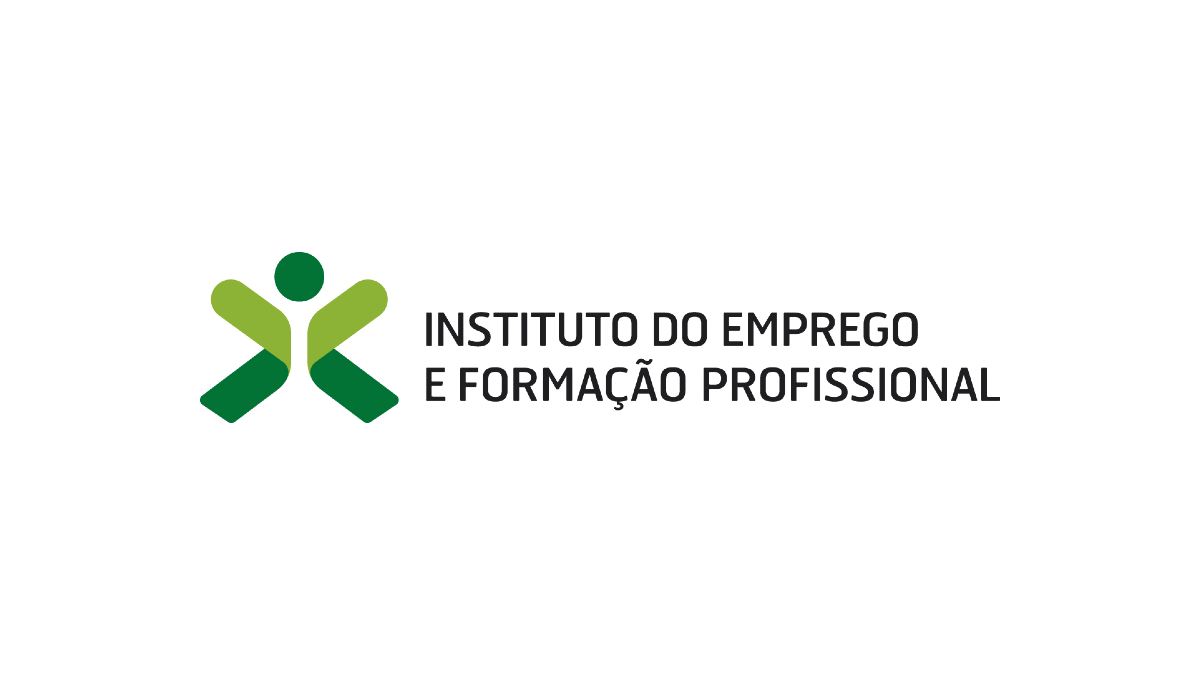 INSTITUTO DO EMPREGO
E FORMAÇÃO PROFISSIONAL